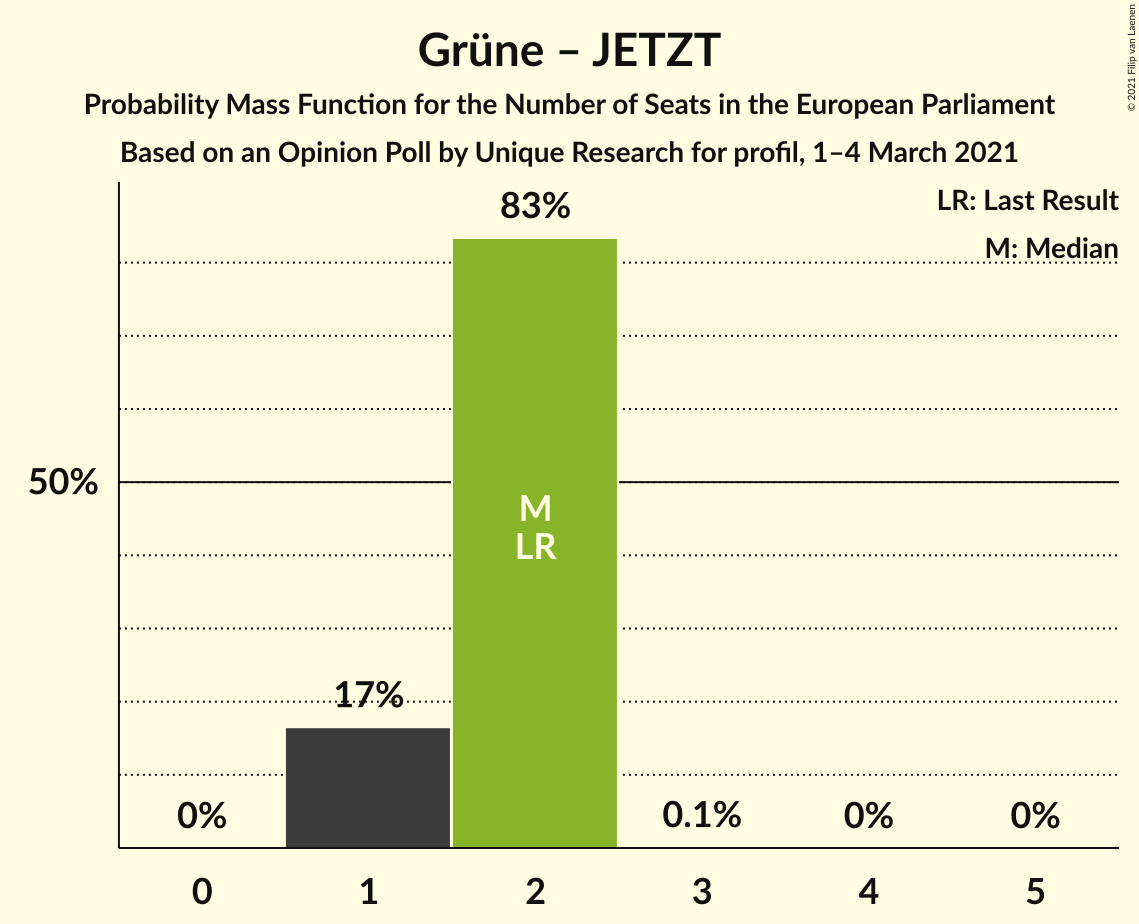 Grüne – JETZT
Probability Mass Function for the Number of Seats in the European Parliament
Based on an Opinion Poll by Unique Research for profil, 1–4 March 2021
© 2021 Filip van Laenen
LR: Last Result
M: Median
83%
50%
M
LR
17%
0%
0.1%
0%
0%
0
1
2
3
4
5